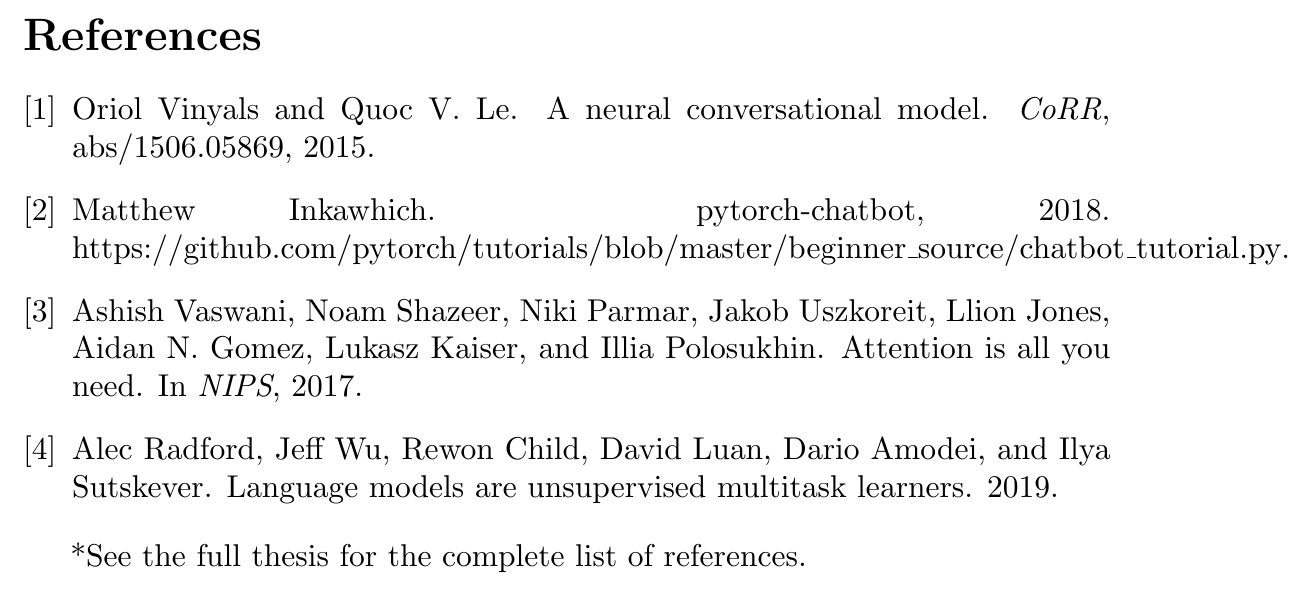 References
[1] Oriol Vinyals and Quoc V. Le. A neural conversational model. CoRR,
abs/1506.05869, 2015.
[2] Matthew Inkawhich. pytorch-chatbot, 2018.
https://github.com/pytorch/tutorials/blob/master/beginner_source/chatbot_tutorial.py.
[3] Ashish Vaswani, Noam Shazeer, Niki Parmar, Jakob Uszkoreit, Llion Jones,
Aidan N. Gomez, Lukasz Kaiser, and Illia Polosukhin. Attention is all you
need. In NIPS, 2017.
[4] Alec Radford, Jeff Wu, Rewon Child, David Luan, Dario Amodei, and Ilya
Sutskever. Language models are unsupervised multitask learners. 2019.
*See the full thesis for the complete list of references.